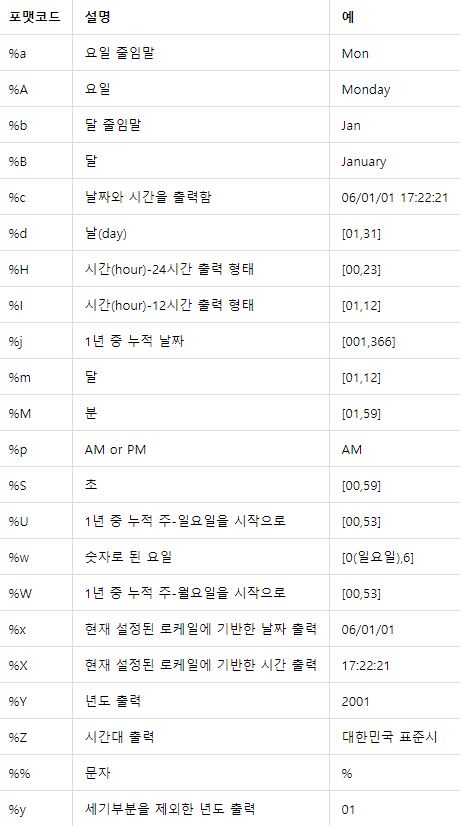 포맷코드 설명 예
%a 요일 줄임말 Mon
%A 요일 Monday
%b 달 줄임말 Jan
%B 달 January
%c 날짜와 시간을 출력함 06/01/01 17:22:21
%d 날(day) [01,31]
%H 시간(hour)-24시간 출력 형태 [00,23]
%I 시간(hour)-12시간 출력 형태 [01,12]
%j 1년 중 누적 날짜 [001,366]
%m 달 [01,12]
%M 분 [01,59]
%p AM or PM AM
%S 초 [00,59]
%U 1년 중 누적 주-일요일을 시작으로 [00,53]
%w 숫자로 된 요일 [0(일요일),6]
%W 1년 중 누적 주-월요일을 시작으로 [00,53]
%x 현재 설정된 로케일에 기반한 날짜 출력 06/01/01
%X 현재 설정된 로케일에 기반한 시간 출력 17:22:21
%Y 년도 출력 2001
%Z 시간대 출력 대한민국 표준시
%% 문자 %
%y 세기부분을 제외한 년도 출력 01